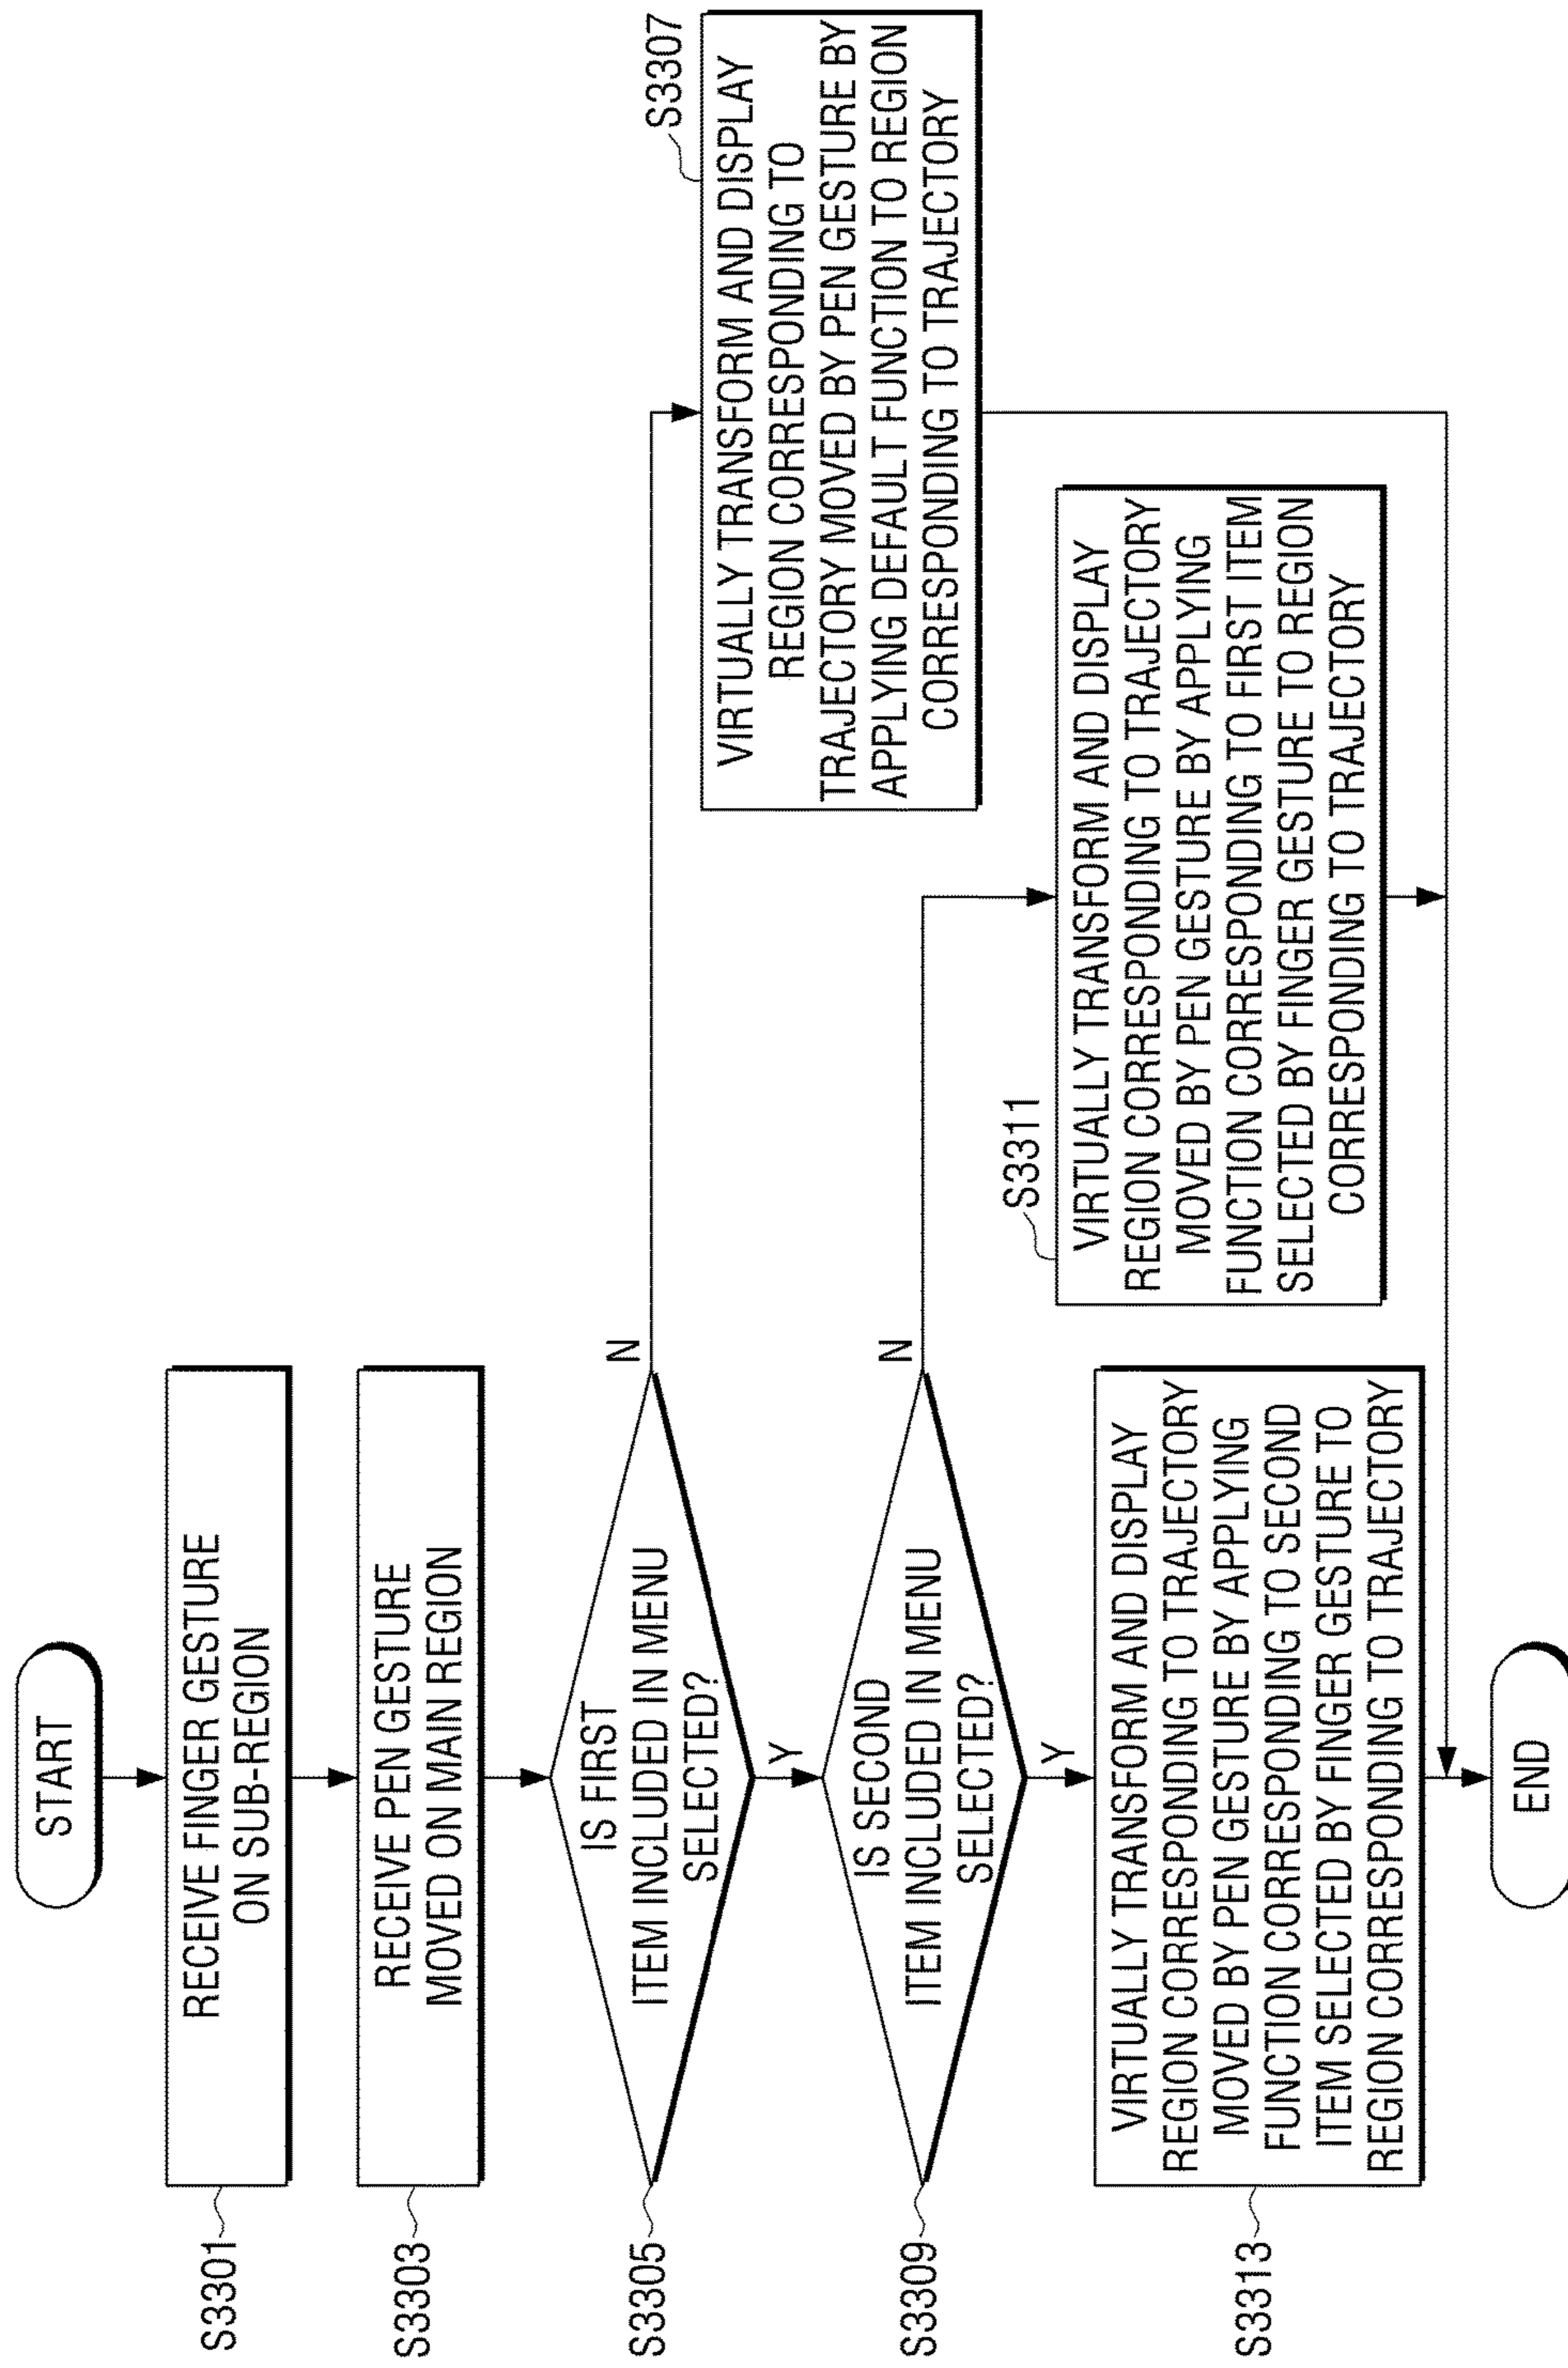 START
S3301
RECEIVE FINGER GESTURE
ON SUB-REGION
S3303
RECEIVE PEN GESTURE
MOVED ON MAIN REGION
S3305
IS FIRST
ITEM INCLUDED IN MENU
SELECTED?
N
Y
S3307
VIRTUALLY TRANSFORM AND DISPLAY
REGION CORRESPONDING TO
TRAJECTORY MOVED BY PEN GESTURE BY
APPLYING DEFAULT FUNCTION TO REGION
CORRESPONDING TO TRAJECTORY
S3309
IS SECOND
ITEM INCLUDED IN MENU
SELECTED?
N
Y
S3311
VIRTUALLY TRANSFORM AND DISPLAY
REGION CORRESPONDING TO TRAJECTORY
MOVED BY PEN GESTURE BY APPLYING
FUNCTION CORRESPONDING TO FIRST ITEM
SELECTED BY FINGER GESTURE TO REGION
CORRESPONDING TO TRAJECTORY
S3313
VIRTUALLY TRANSFORM AND DISPLAY
REGION CORRESPONDING TO TRAJECTORY
MOVED BY PEN GESTURE BY APPLYING
FUNCTION CORRESPONDING TO SECOND
ITEM SELECTED BY FINGER GESTURE TO
REGION CORRESPONDING TO TRAJECTORY
END